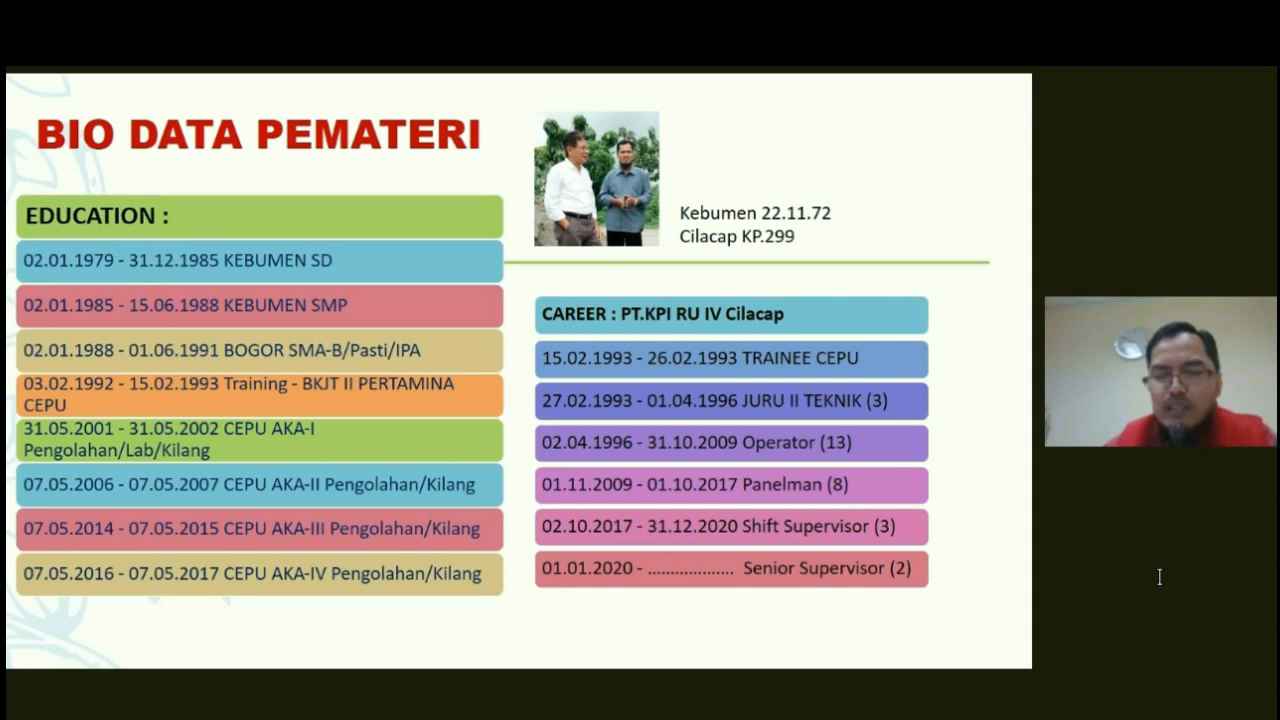 BIO DATA PEMATERI
Kebumen 22.11.72
Cilacap KP.299
EDUCATION :
02.01.1979 - 31.12.1985 KEBUMEN SD
02.01.1985 - 15.06.1988 KEBUMEN SMP
02.01.1988 - 01.06.1991 BOGOR SMA-B/Pasti/IPA
03.02.1992 - 15.02.1993 Training - BKJT II PERTAMINA
CEPU
31.05.2001 - 31.05.2002 CEPU AKA-I
Pengolahan/Lab/Kilang
07.05.2006 - 07.05.2007 CEPU AKA-II Pengolahan/Kilang
07.05.2014 - 07.05.2015 CEPU AKA-III Pengolahan/Kilang
07.05.2016 - 07.05.2017 CEPU AKA-IV Pengolahan/Kilang
CAREER : PT.KPI RU IV Cilacap
15.02.1993 - 26.02.1993 TRAINEE CEPU
27.02.1993 - 01.04.1996 JURU II TEKNIK (3)
02.04.1996 - 31.10.2009 Operator (13)
01.11.2009 - 01.10.2017 Panelman (8)
02.10.2017 - 31.12.2020 Shift Supervisor (3)
01.01.2020 - ................... Senior Supervisor (2)